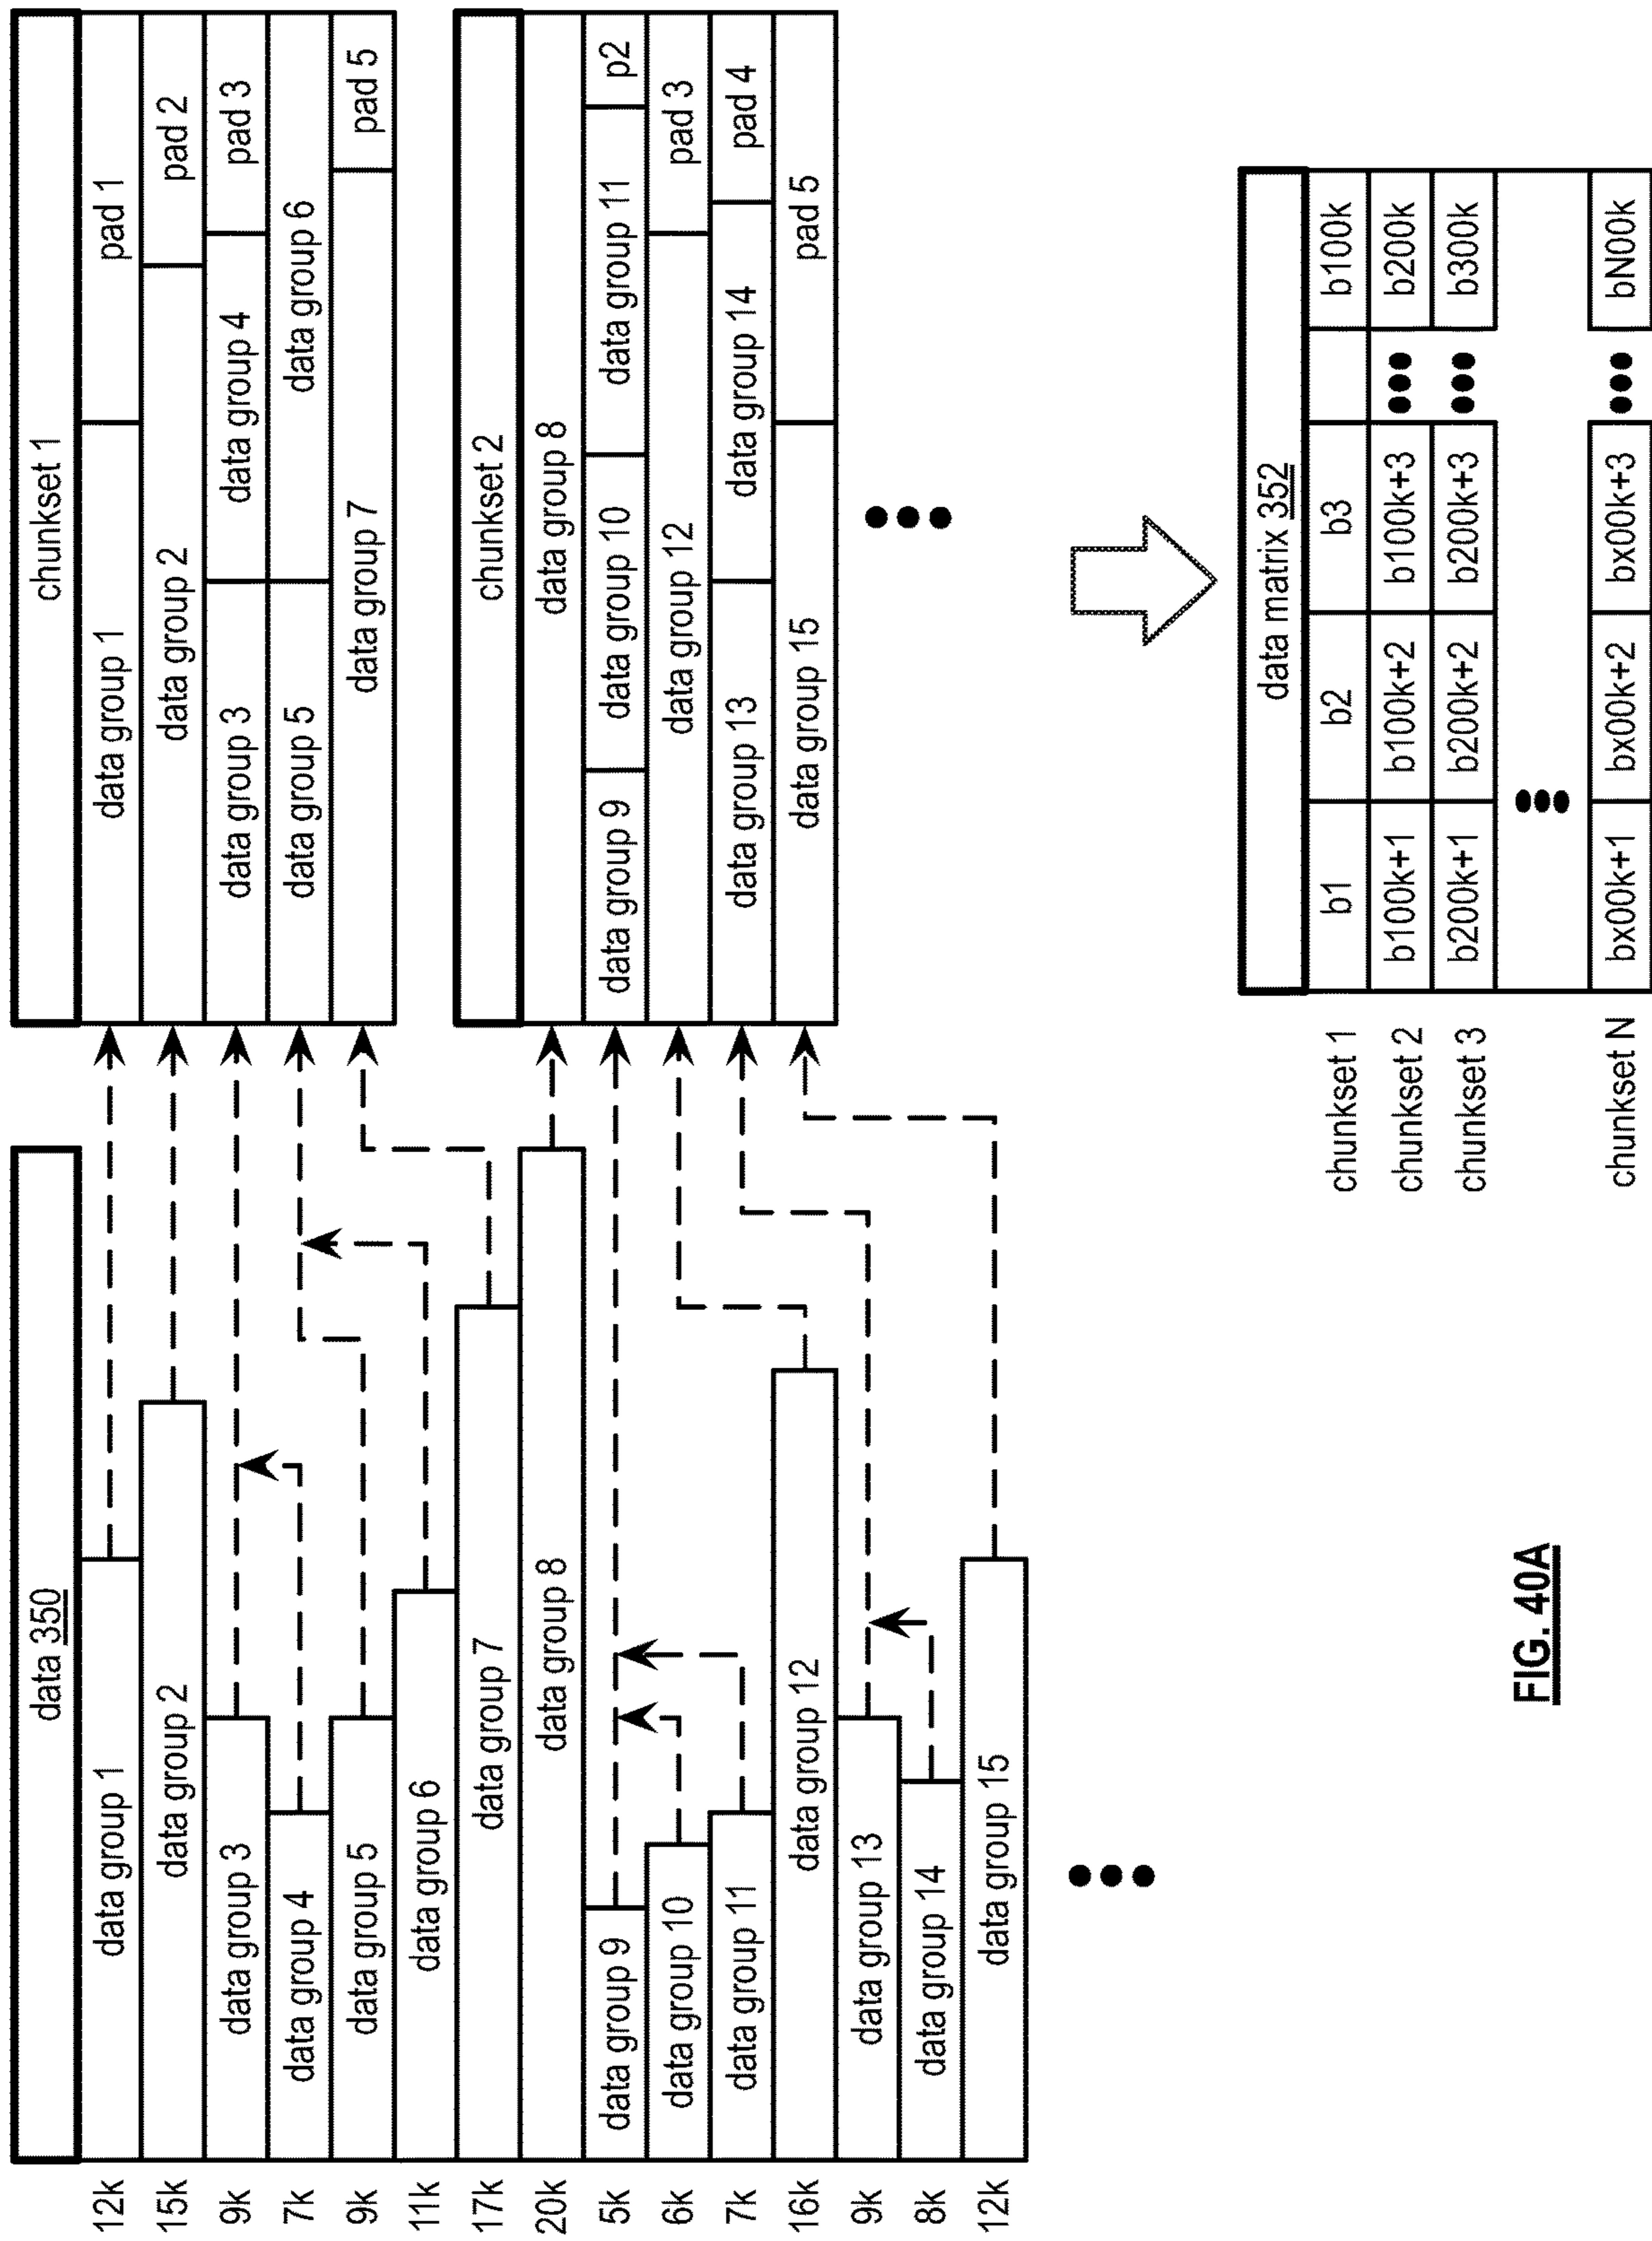 data 350
12k data group 1
15k data group 2
9k data group 3
7k data group 4
9k data group 5
11k data group 6
17k data group 7
20k data group 8
5k data group 9
6k data group 10
7k data group 11
16k data group 12
9k data group 13
8k data group 14
12k data group 15
chunkset 1
data group 1 pad 1
data group 2 pad 2
data group 3 data group 4 pad 3
data group 5 data group 6
data group 7 pad 5
chunkset 2
data group 8
data group 9 data group 10 data group 11 p2
data group 12 pad 3
data group 13 data group 14 pad 4
data group 15 pad 5
data matrix 352
chunkset 1 b1 b2 b3 b100k
chunkset 2 b100k+1 b100k+2 b100k+3 b200k
chunkset 3 b200k+1 b200k+2 b200k+3 b300k
chunkset N bx00k+1 bx00k+2 bx00k+3 bN00k
FIG. 40A